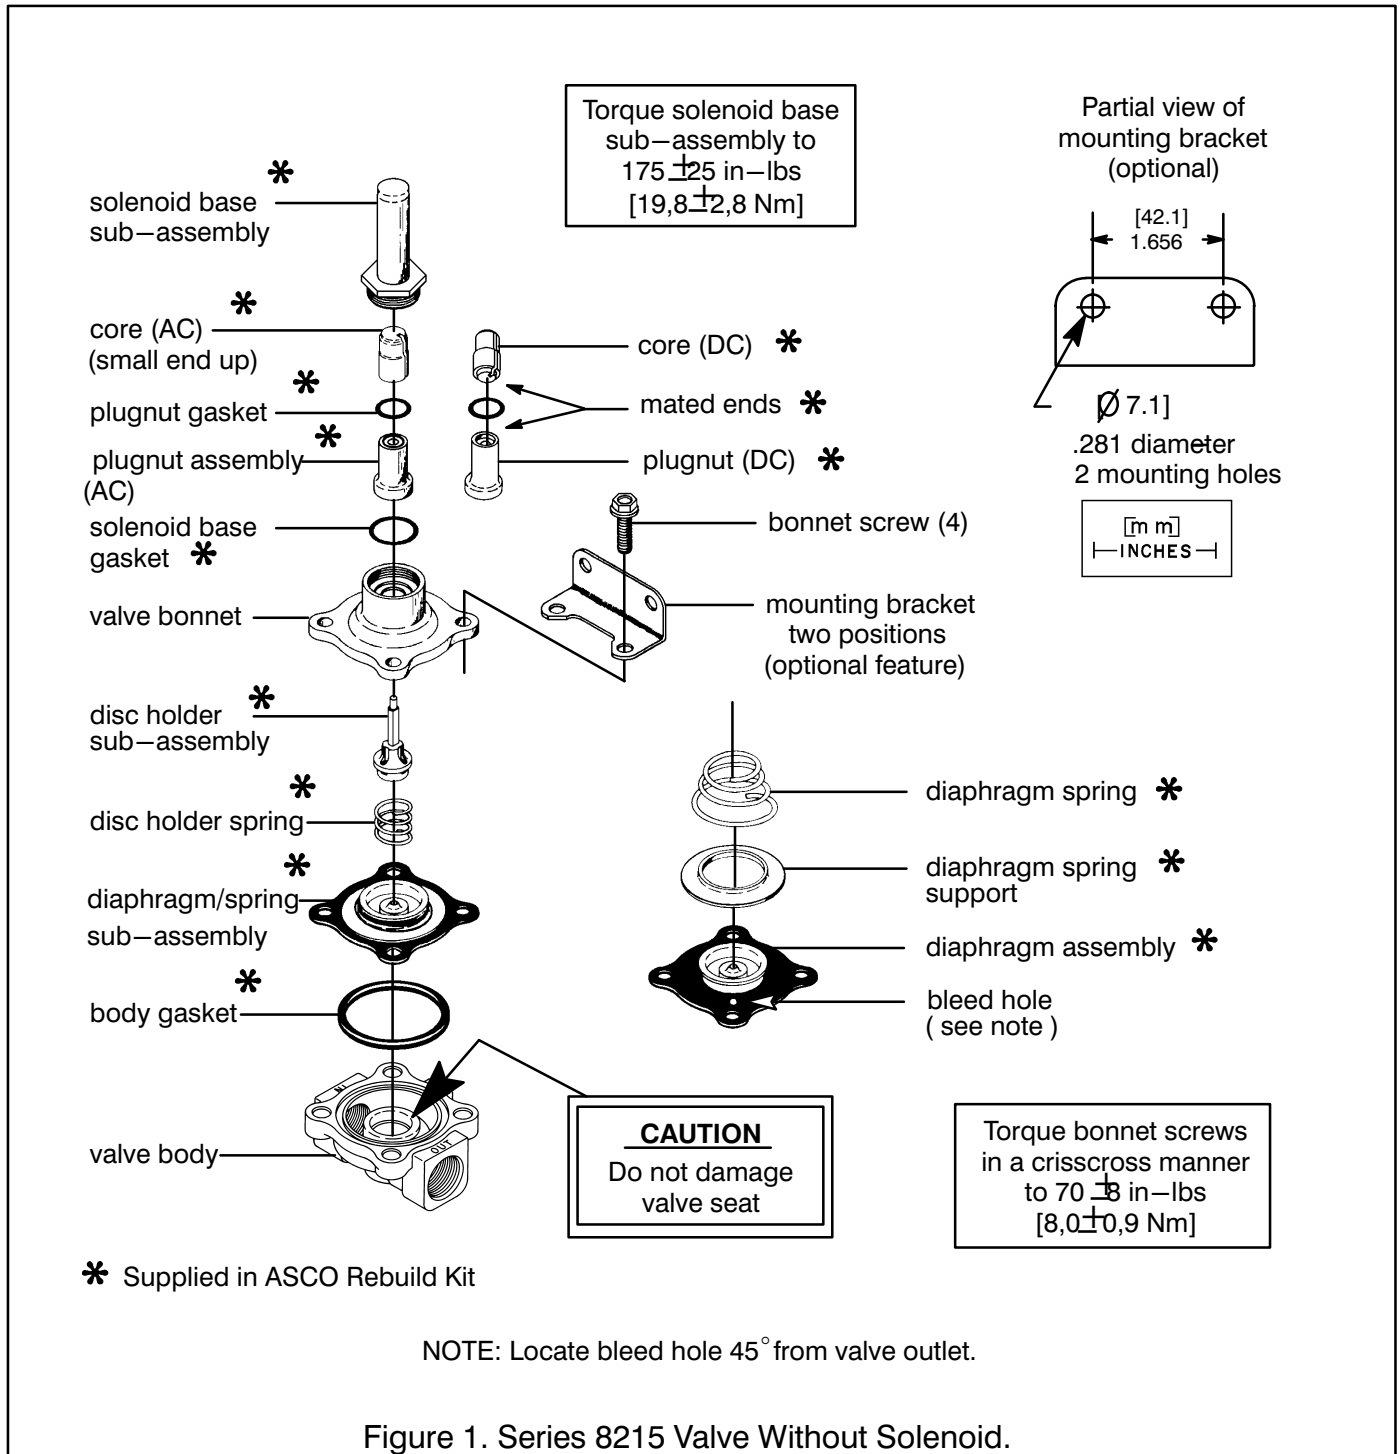 Torque solenoid base
sub—assembly to
175 ±25 in—lbs
[19,8±2,8 Nm]
Partial view of
mounting bracket
(optional)
[42.1]
1.656
[Ø 7.1]
.281 diameter
2 mounting holes
[mm]
INCHES
solenoid base *
sub—assembly
core (AC) *
(small end up)
plugnut gasket *
plugnut assembly *
(AC)
solenoid base
gasket *
valve bonnet
disc holder *
sub—assembly
disc holder spring *
diaphragm/spring *
sub—assembly
body gasket *
valve body
core (DC) *
mated ends *
plugnut (DC) *
bonnet screw (4)
mounting bracket
two positions
(optional feature)
diaphragm spring *
diaphragm spring *
support
diaphragm assembly *
bleed hole
( see note )
IN
OUT
CAUTION
Do not damage
valve seat
Torque bonnet screws
in a crisscross manner
to 70 ±8 in—lbs
[8,0±0,9 Nm]
* Supplied in ASCO Rebuild Kit
NOTE: Locate bleed hole 45° from valve outlet.
Figure 1. Series 8215 Valve Without Solenoid.